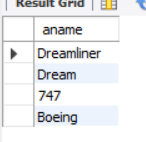 Result Grid
aname
Dreamliner
Dream
747
Boeing